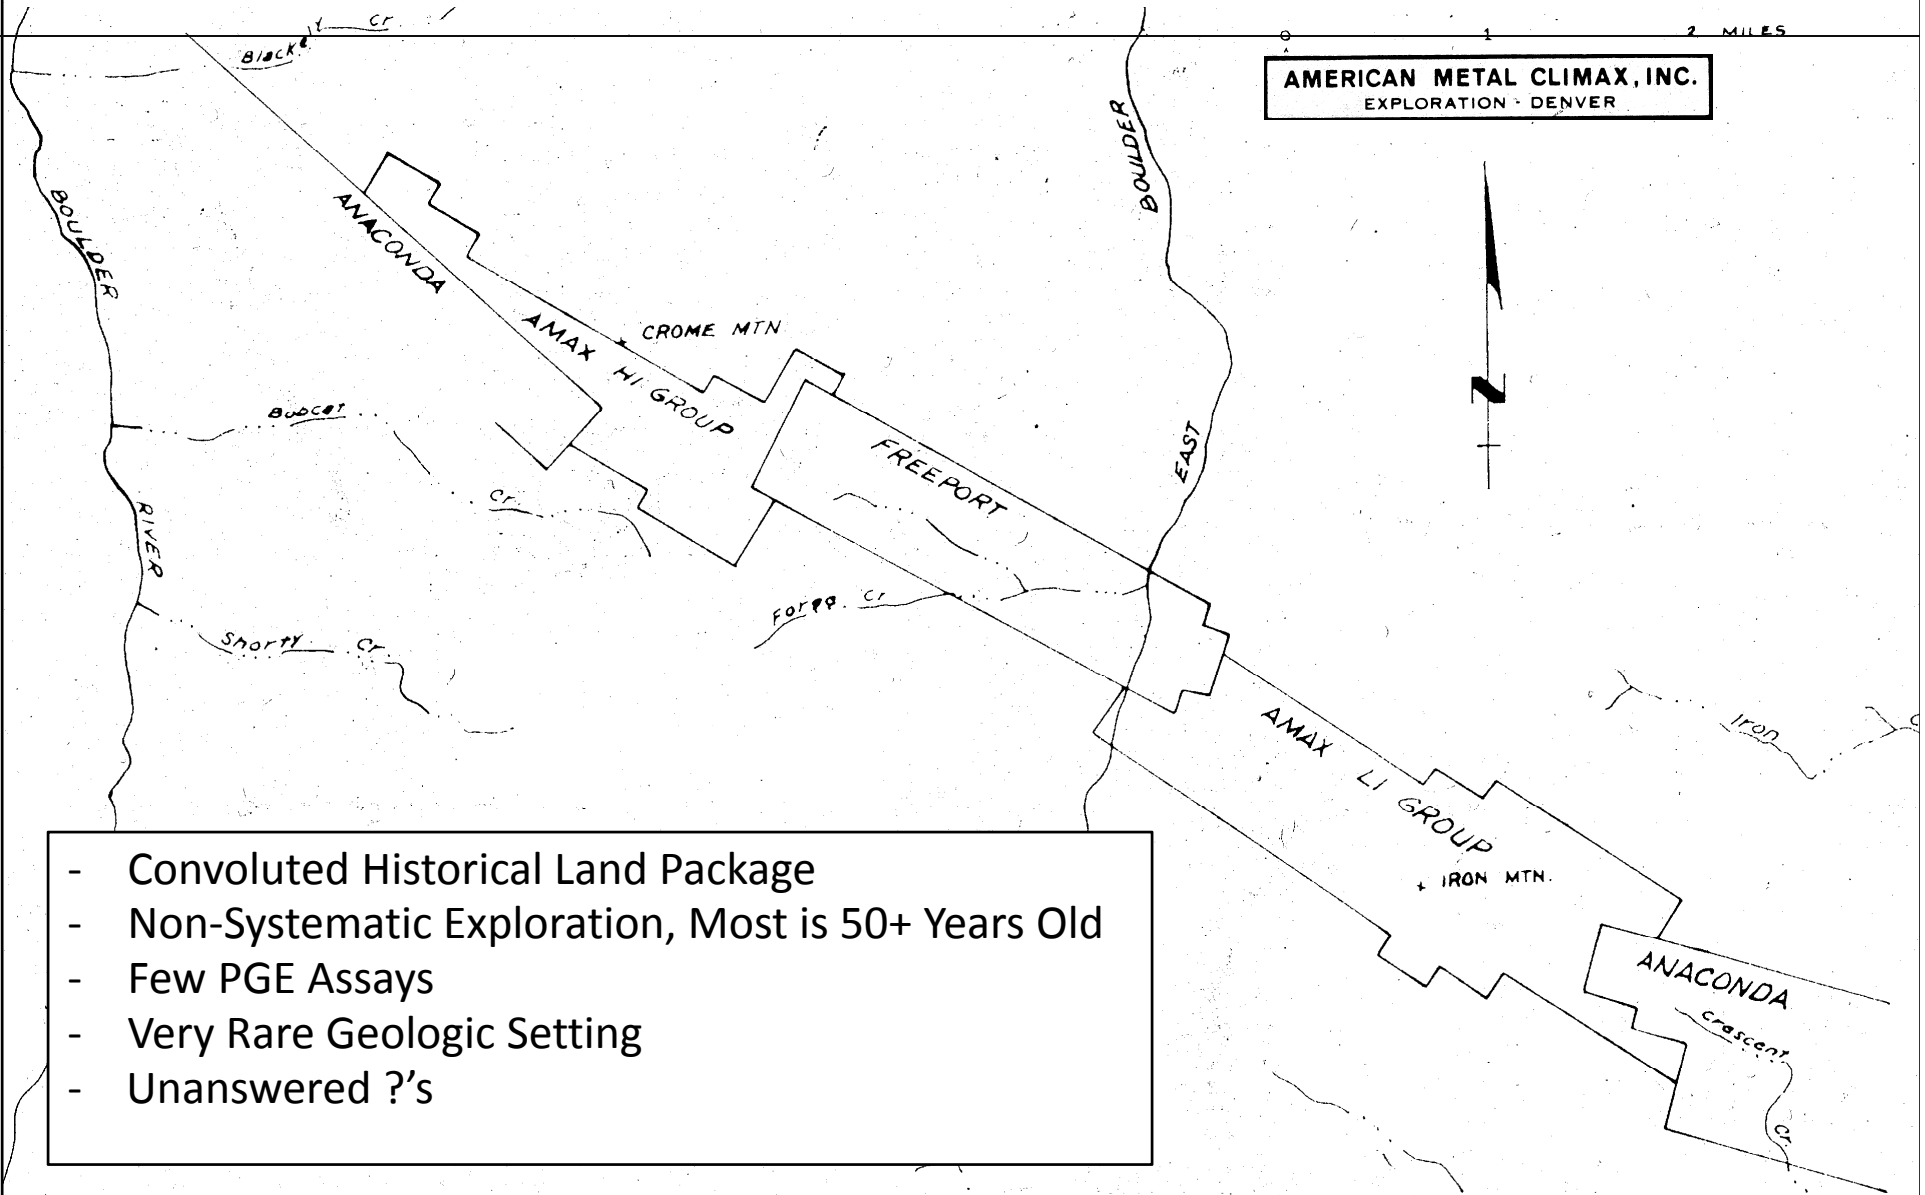 Cr
0 1 2 MILES
AMERICAN METAL CLIMAX, INC.
EXPLORATION - DENVER
BOULDER
RIVER
ANACONDA
AMAX HI GROUP
CROME MTN
FREEPORT
EAST
BOULDER
N
Bobcat
Cr.
Shorty Cr.
Cr
AMAX LI GROUP
IRON MTN.
Iron
ANACONDA
Crescent
Cr.
- Convoluted Historical Land Package
- Non-Systematic Exploration, Most is 50+ Years Old
- Few PGE Assays
- Very Rare Geologic Setting
- Unanswered ?'s